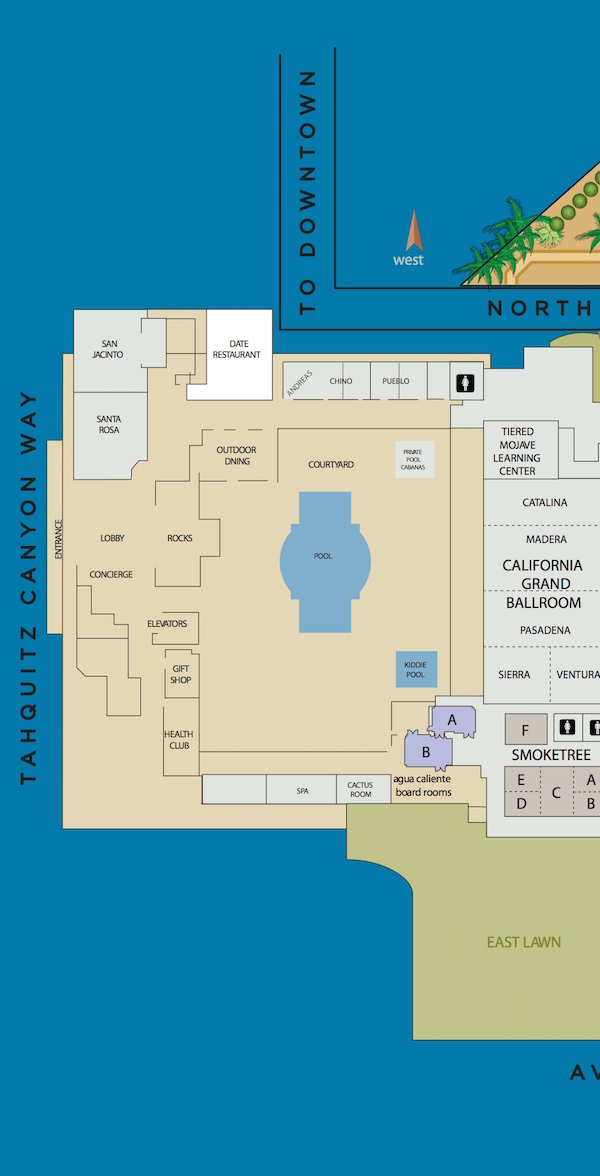 TO DOWNTOWN
west
NORTH
TAHQUITZ CANYON WAY
SAN
JACINTO
DATE
RESTAURANT
ANDREAS
CHINO
PUEBLO
SANTA
ROSA
OUTDOOR
DNING
COURTYARD
PRIVATE
POOL
CABANAS
TIERED
MOJAVE
LEARNING
CENTER
CATALINA
ENTRANCE
LOBBY
ROCKS
MADERA
POOL
CALIFORNIA
GRAND
BALLROOM
CONCIERGE
ELEVATORS
PASADENA
GIFT
SHOP
KIDDIE
POOL
SIERRA
VENTURA
A
F
HEALTH
CLUB
B
SMOKETREE
agua caliente
board rooms
E
D
C
A
B
SPA
CACTUS
ROOM
EAST LAWN
AV